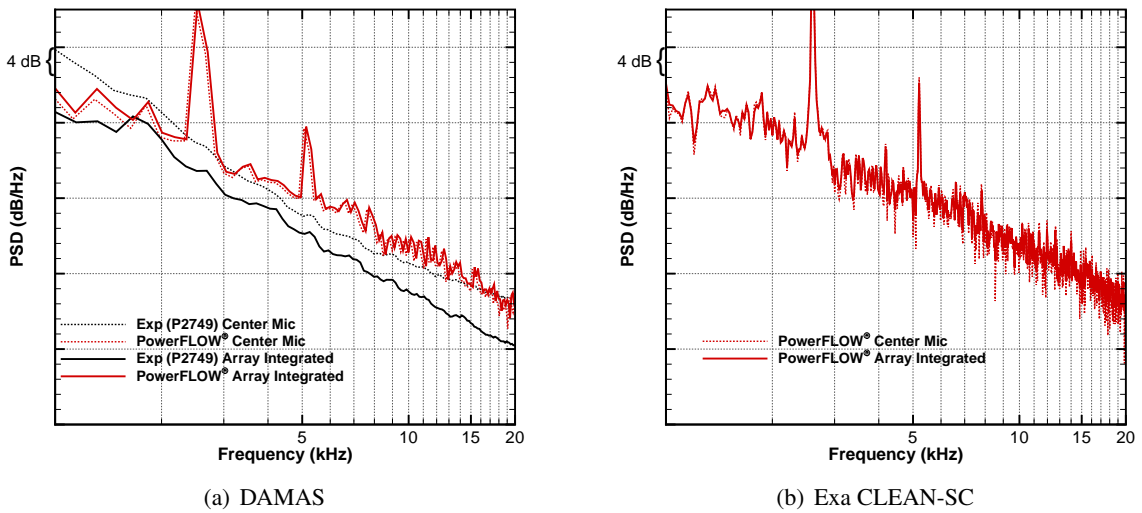 4 dB
PSD (dB/Hz)
Exp (P2749) Center Mic
PowerFLOW® Center Mic
Exp (P2749) Array Integrated
PowerFLOW® Array Integrated
5 10 15 20
Frequency (kHz)
(a) DAMAS
4 dB
PSD (dB/Hz)
PowerFLOW® Center Mic
PowerFLOW® Array Integrated
5 10 15 20
Frequency (kHz)
(b) Exa CLEAN-SC